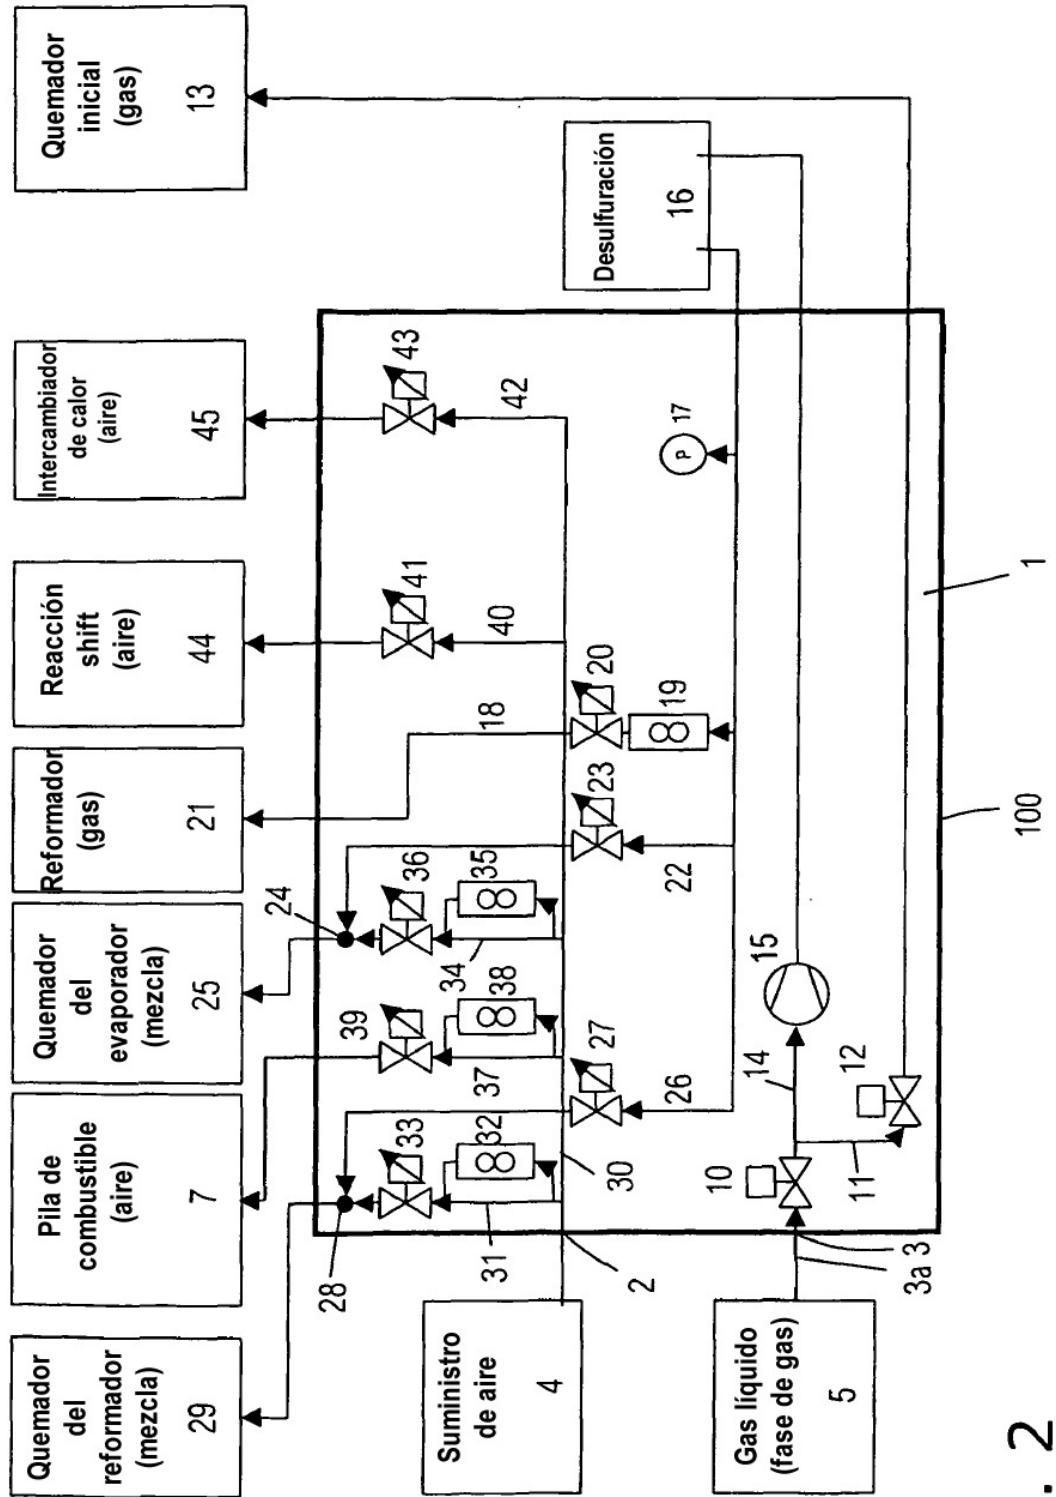 Quemador
del
reformador
(mezcla)
29
Pila de
combustible
(aire)
7
Quemador
del
evaporador
(mezcla)
25
Reformador
(gas)
21
Reacción
shift
(aire)
44
Intercambiador
de calor
(aire)
45
Quemador
inicial
(gas)
13
Suministro
de aire
4
Gas líquido
(fase de gas)
5
Desulfuración
16
28
33
32
31
30
2
39
38
37
27
26
24
36
35
34
23
22
18
20
19
41
40
43
42
P
17
10
14
15
12
11
3
3a
1
100
. 2